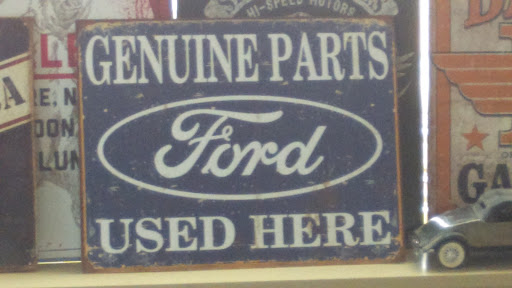 HI-SPEED MOTORS
GENUINE PARTS
Ford
USED HERE